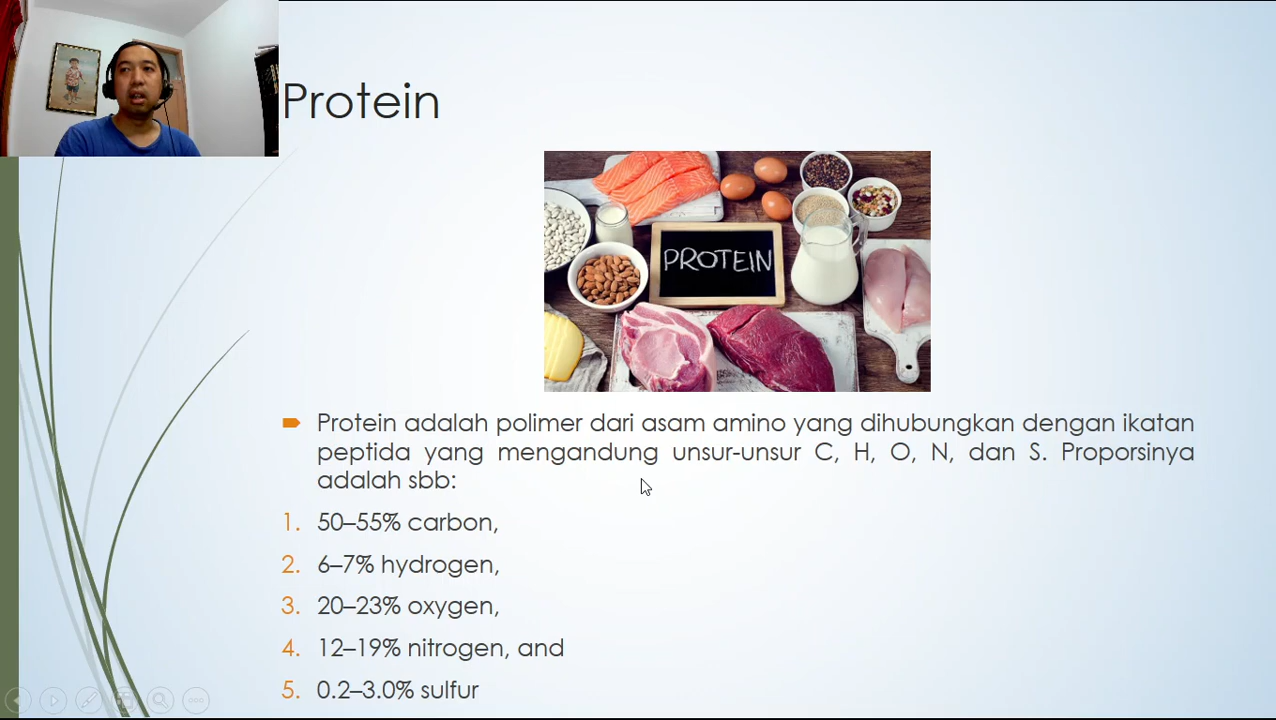 Protein
PROTEIN
Protein adalah polimer dari asam amino yang dihubungkan dengan ikatan
peptida yang mengandung unsur-unsur C, H, O, N, dan S. Proporsinya
adalah sbb:
1. 50–55% carbon,
2. 6–7% hydrogen,
3. 20–23% oxygen,
4. 12–19% nitrogen, and
5. 0.2–3.0% sulfur